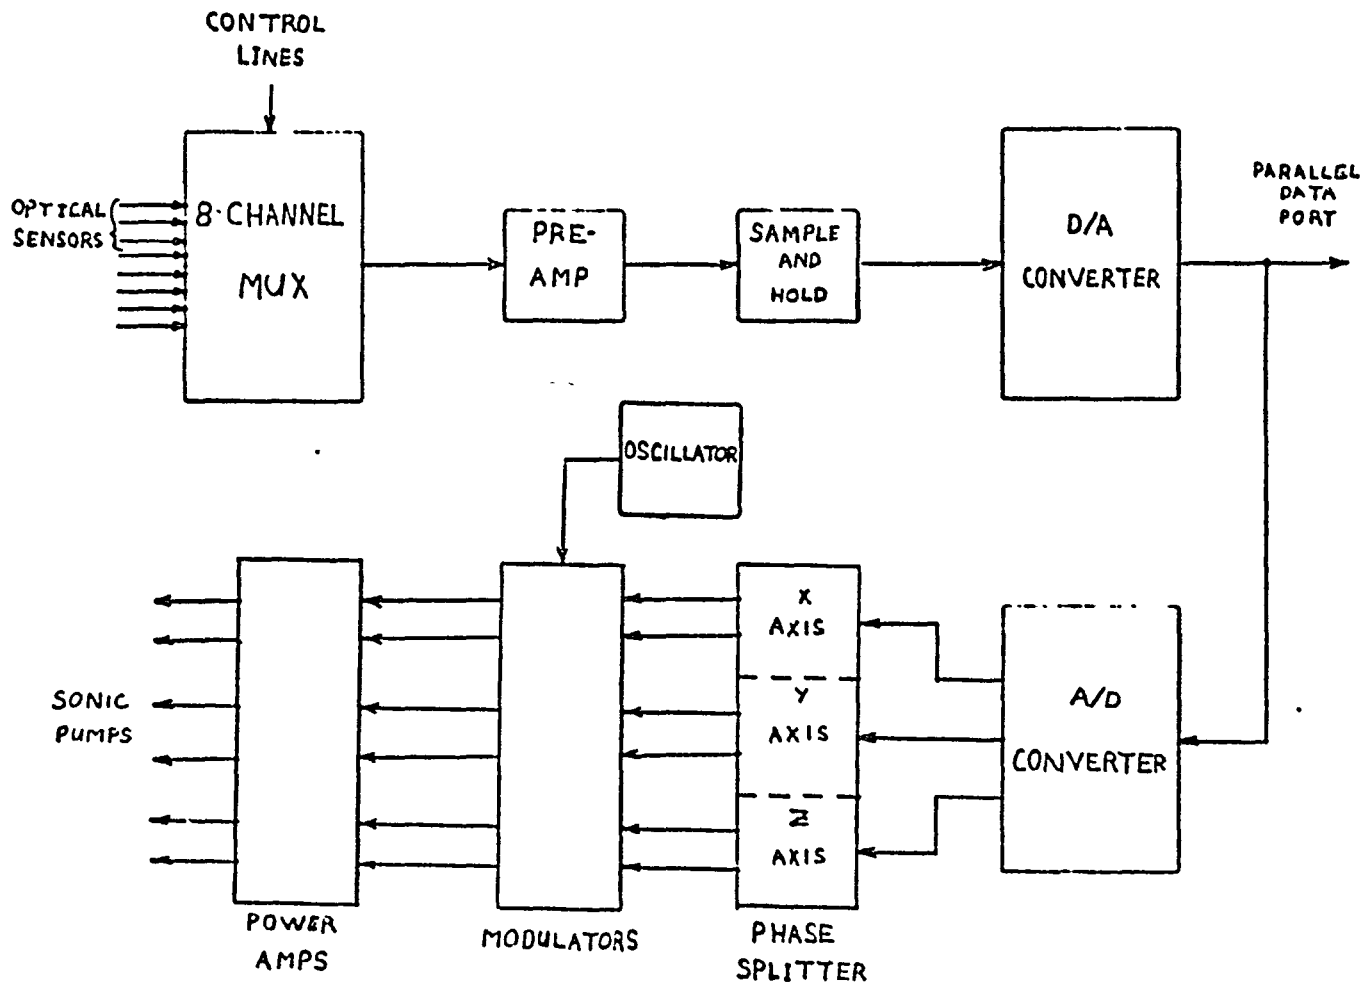 CONTROL
LINES
OPTICAL
SENSORS
8-CHANNEL
MUX
PRE-
AMP
SAMPLE
AND
HOLD
D/A
CONVERTER
PARALLEL
DATA
PORT
OSCILLATOR
SONIC
PUMPS
X
AXIS
Y
AXIS
Z
AXIS
A/D
CONVERTER
POWER
AMPS
MODULATORS
PHASE
SPLITTER